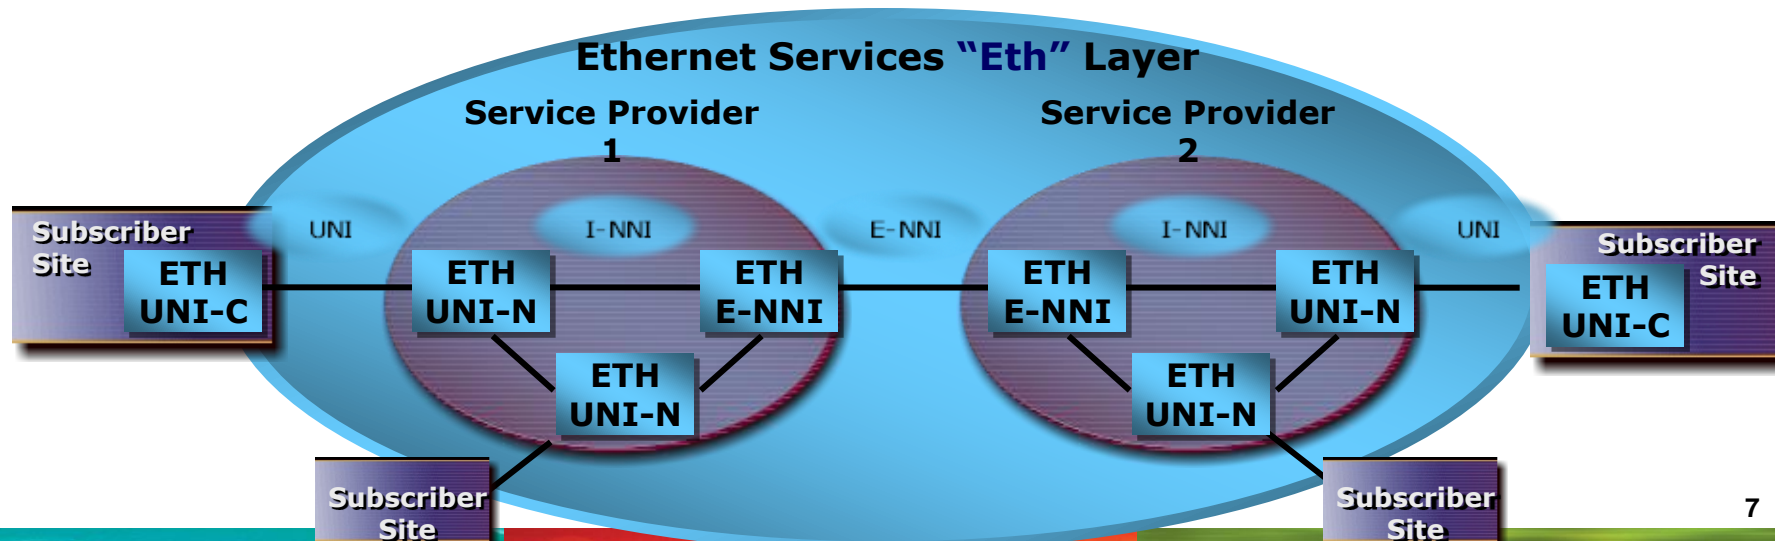 Ethernet Services “Eth” Layer
Service Provider
1
Service Provider
2
Subscriber
Site
UNI
I-NNI
E-NNI
I-NNI
UNI
Subscriber
Site
ETH
UNI-C
ETH
UNI-N
ETH
E-NNI
ETH
E-NNI
ETH
UNI-N
ETH
UNI-C
ETH
UNI-N
ETH
UNI-N
Subscriber
Site
Subscriber
Site
7